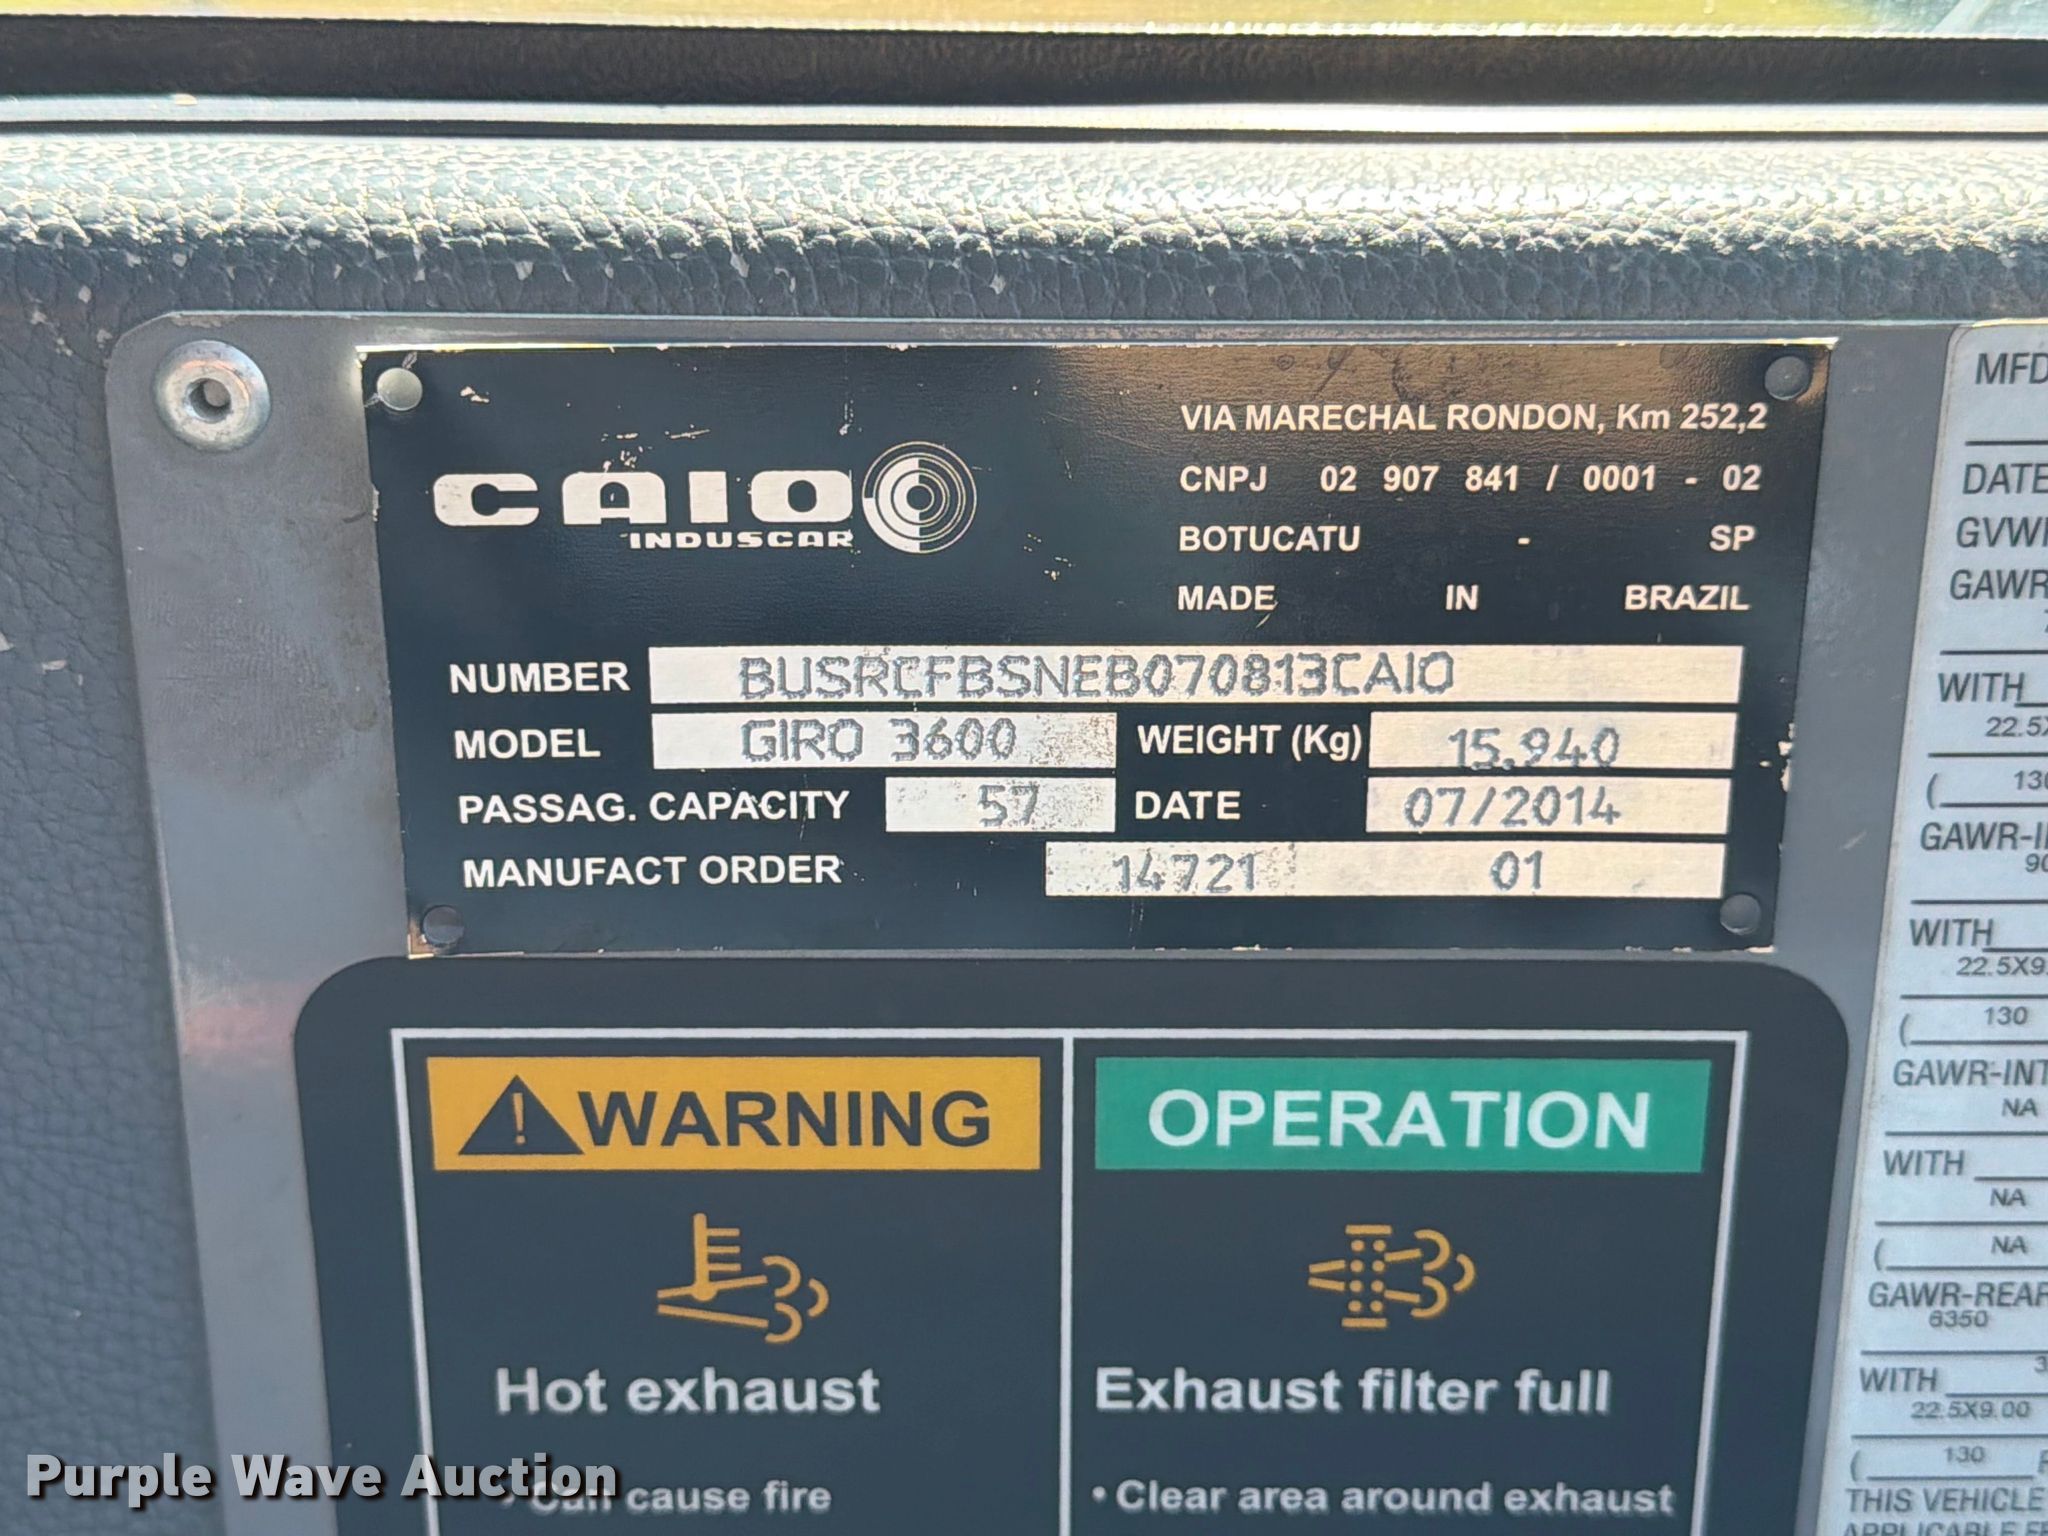 CAIO
INDUSCAR
VIA MARECHAL RONDON, Km 252,2
CNPJ 02 907 841 / 0001 - 02
BOTUCATU - SP
MADE IN BRAZIL
NUMBER BUSRCFBSNEB070813CAIO
MODEL GIRO 3600 WEIGHT (Kg) 15.940
PASSAG. CAPACITY 57 DATE 07/2014
MANUFACT ORDER 14721 01
WARNING
Hot exhaust
• Can cause fire
OPERATION
Exhaust filter full
• Clear area around exhaust
MFD
DATE
GVW
GAWR
WITH
22.5X
( 130
GAWR-I
90
WITH
22.5X9.
( 130
GAWR-INT
NA
WITH
NA
( NA
GAWR-REAR
6350
WITH
22.5X9.00
( 130
THIS VEHICLE
Purple Wave Auction